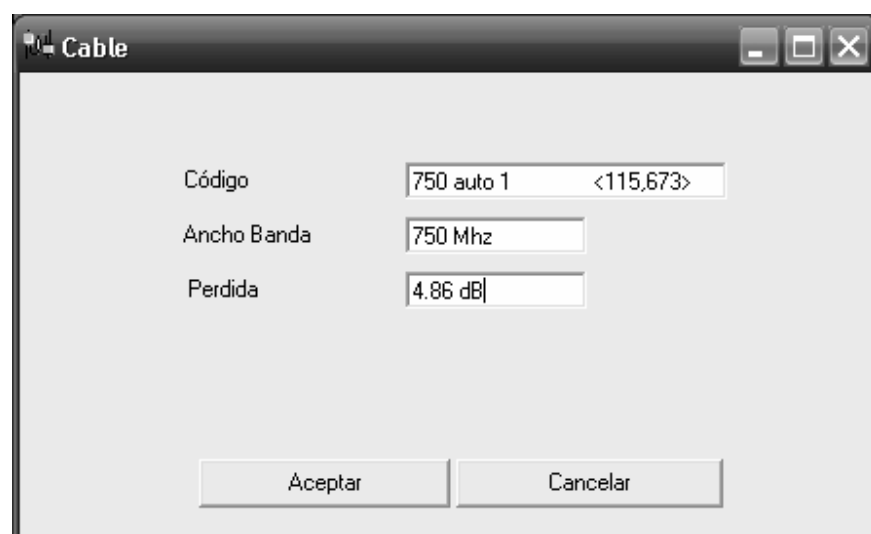 Cable
Código 750 auto 1 <115,673>
Ancho Banda 750 Mhz
Perdida 4.86 dB
Aceptar Cancelar